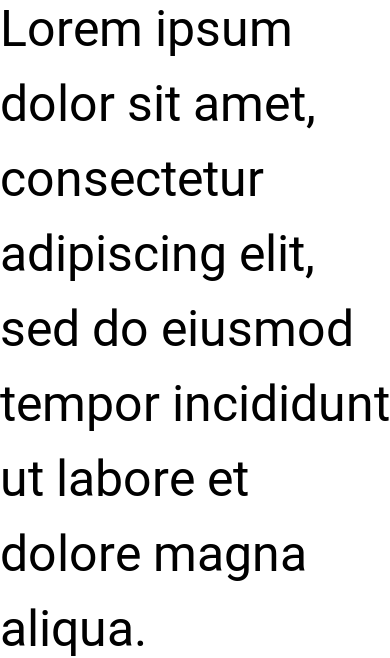 Lorem ipsum
dolor sit amet,
consectetur
adipiscing elit,
sed do eiusmod
tempor incididunt
ut labore et
dolore magna
aliqua.